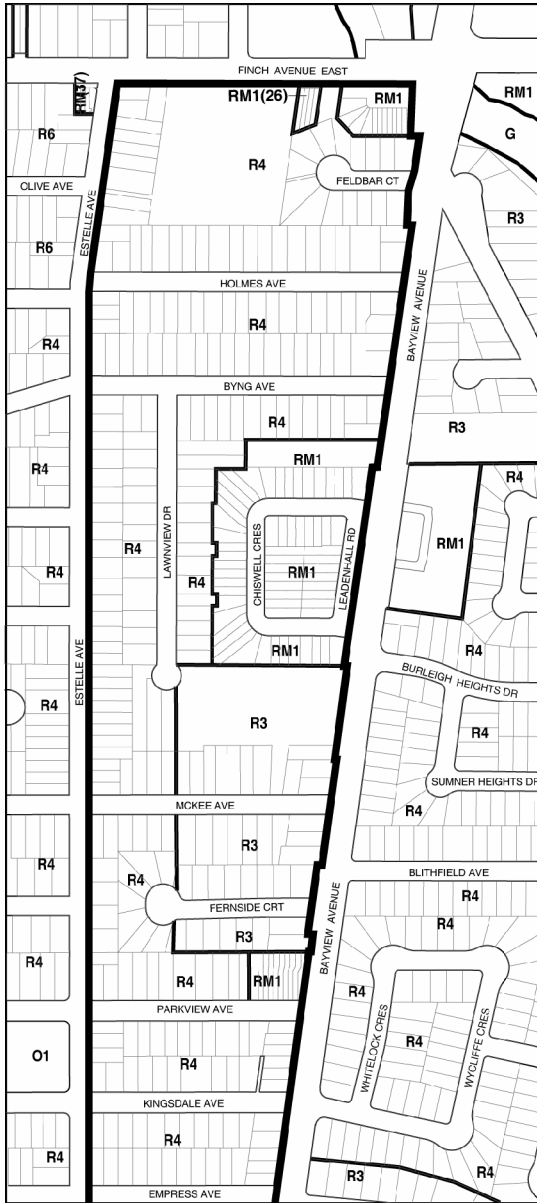 FINCH AVENUE EAST
RM(37)
RM1(26)
RM1
RM1
R6
R4
G
OLIVE AVE
FELDBAR CT
R3
ESTELLE AVE
R6
HOLMES AVE
BAYVIEW AVENUE
R4
R4
BYNG AVE
R4
R3
R4
RM1
R4
LAWNVIEW DR
R4
CHISWELL CRES
LEADENHALL RD
RM1
R4
RM1
R4
R4
RM1
R4
BURLEIGH HEIGHTS DR
ESTELLE AVE
R4
R3
R4
SUMNER HEIGHTS DR
MCKEE AVE
R4
R4
R3
BLITHFIELD AVE
R4
R4
FERNSIDE CRT
R4
R3
R4
R4
RM1
BAYVIEW AVENUE
R4
PARKVIEW AVE
WHITELOCK CRES
WYCLIFFE CRES
R4
O1
R4
KINGSDALE AVE
R4
R4
R3
R4
EMPRESS AVE